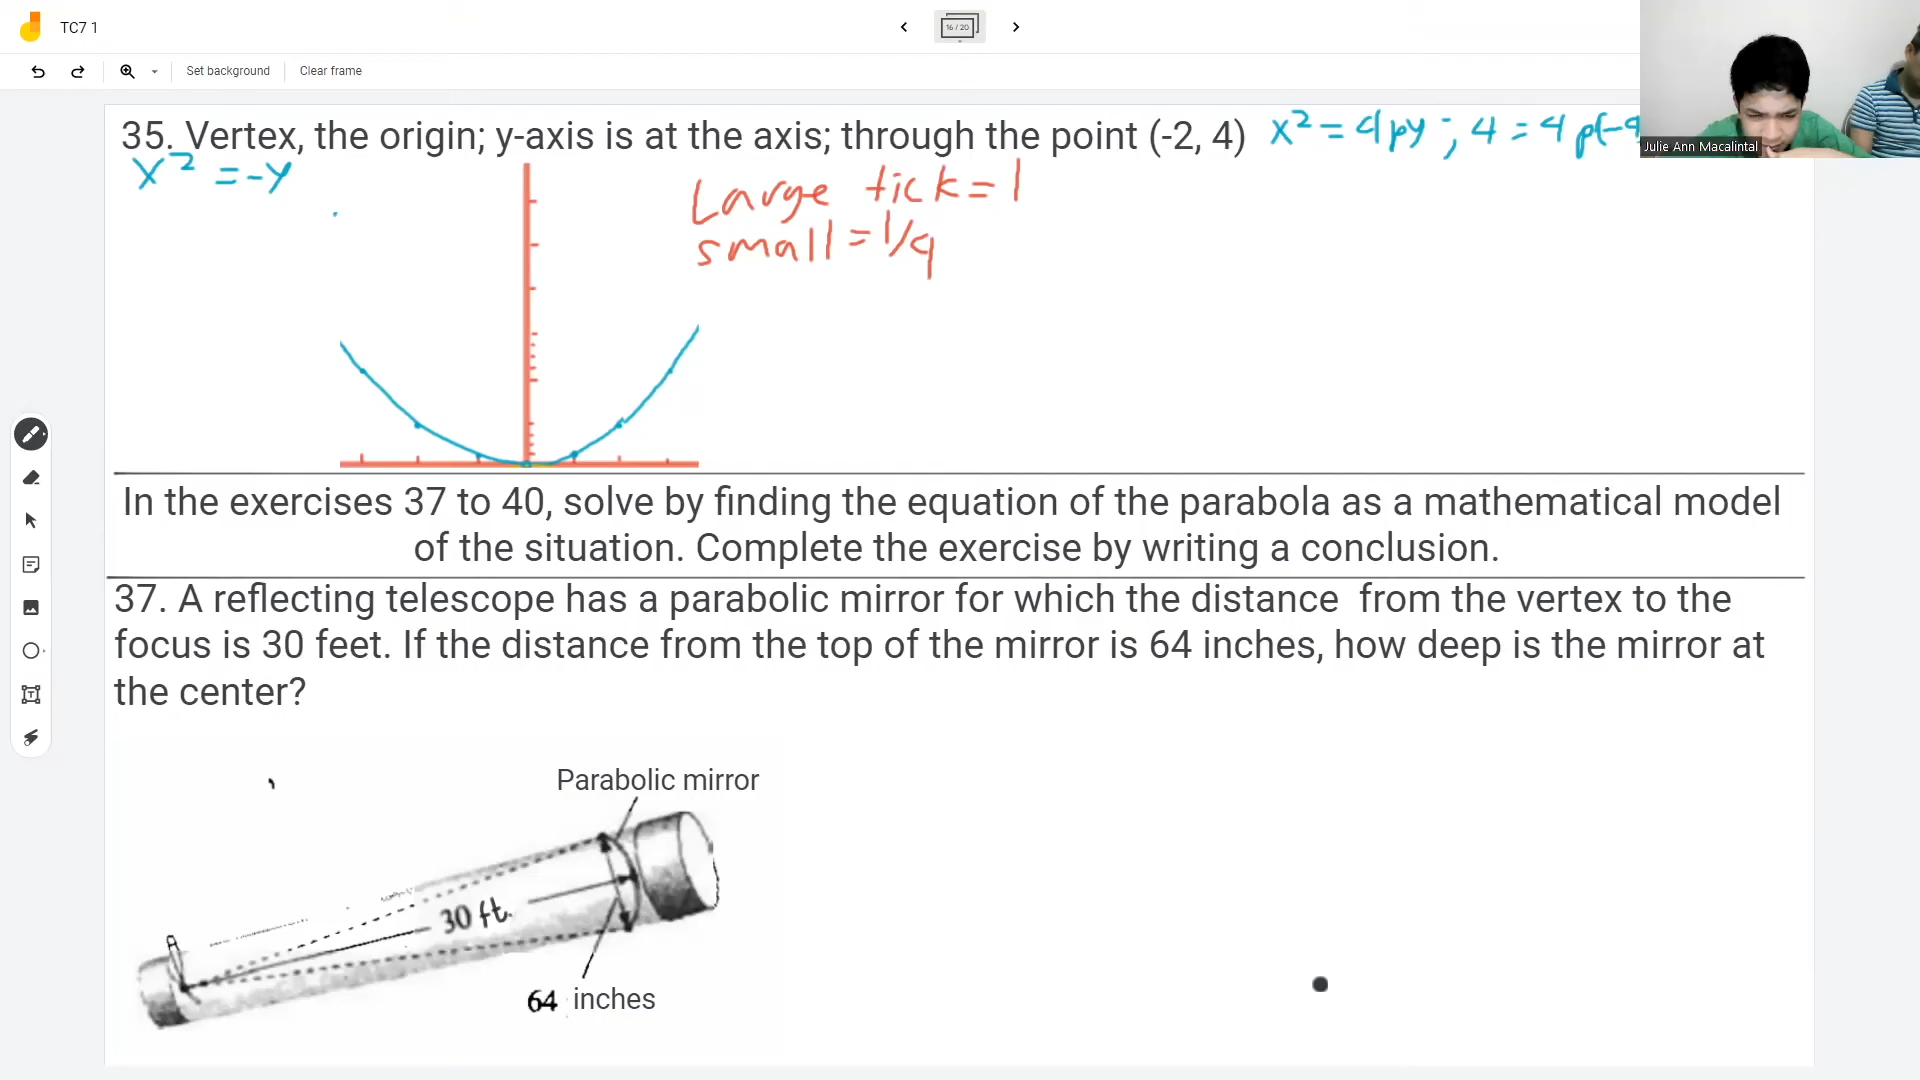 TC7 1
16 / 20
Set background
Clear frame
35. Vertex, the origin; y-axis is at the axis; through the point (-2, 4) x² = 4py ; 4 = 4p(-4
x² = -y
Large tick = 1
small = 1/4
Julie Ann Macalintal
In the exercises 37 to 40, solve by finding the equation of the parabola as a mathematical model
of the situation. Complete the exercise by writing a conclusion.
37. A reflecting telescope has a parabolic mirror for which the distance from the vertex to the
focus is 30 feet. If the distance from the top of the mirror is 64 inches, how deep is the mirror at
the center?
Parabolic mirror
30 ft.
64 inches